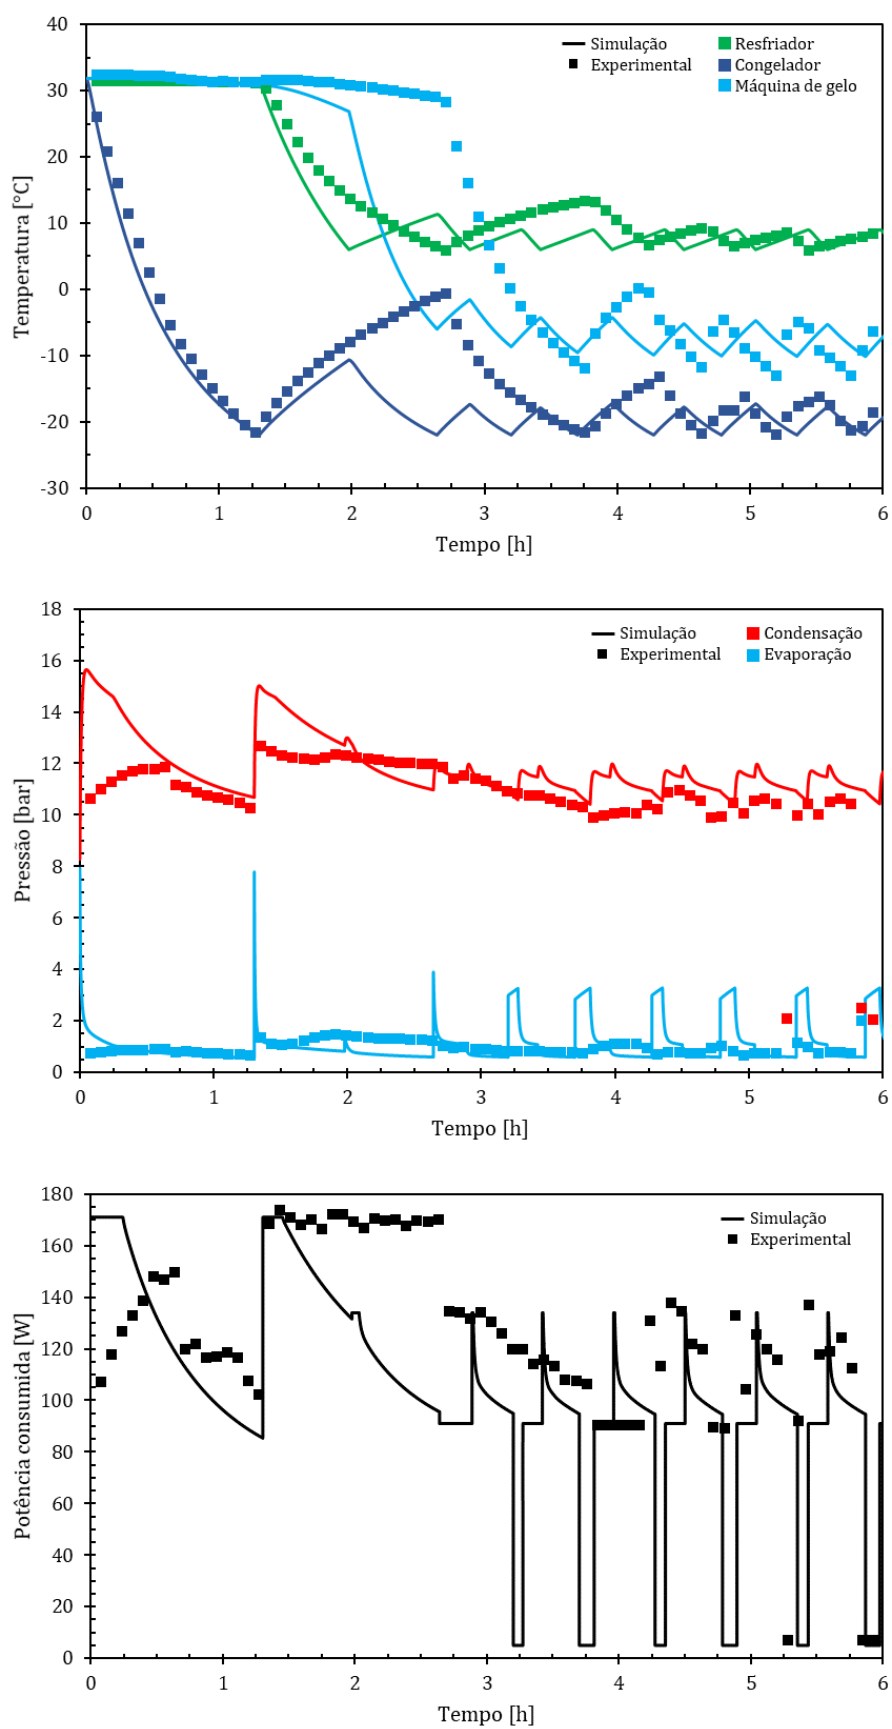 40
30
20
10
0
-10
-20
-30
Temperatura [°C]
Simulação
Experimental
Resfriador
Congelador
Máquina de gelo
0 1 2 3 4 5 6
Tempo [h]
18
16
14
12
10
8
6
4
2
0
Pressão [bar]
Simulação
Experimental
Condensação
Evaporação
0 1 2 3 4 5 6
Tempo [h]
180
160
140
120
100
80
60
40
20
0
Potência consumida [W]
Simulação
Experimental
0 1 2 3 4 5 6
Tempo [h]